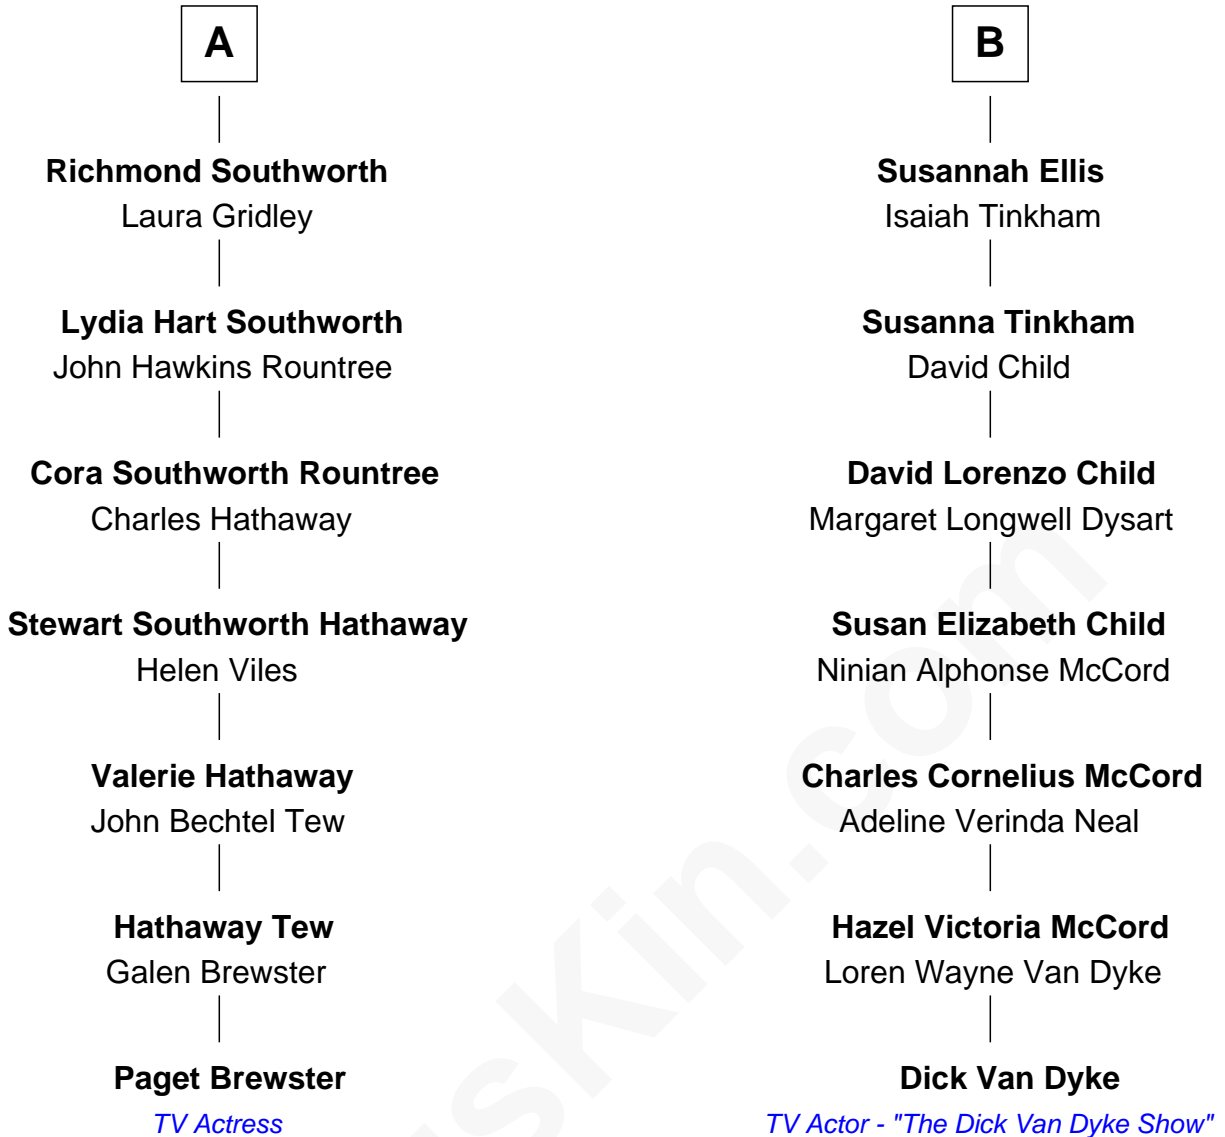 A
B
Richmond Southworth
Laura Gridley
Susannah Ellis
Isaiah Tinkham
Lydia Hart Southworth
John Hawkins Rountree
Susanna Tinkham
David Child
Cora Southworth Rountree
Charles Hathaway
David Lorenzo Child
Margaret Longwell Dysart
Stewart Southworth Hathaway
Helen Viles
Susan Elizabeth Child
Ninian Alphonse McCord
Valerie Hathaway
John Bechtel Tew
Charles Cornelius McCord
Adeline Verinda Neal
Hathaway Tew
Galen Brewster
Hazel Victoria McCord
Loren Wayne Van Dyke
Paget Brewster
TV Actress
Dick Van Dyke
TV Actor - "The Dick Van Dyke Show"
sKin.com